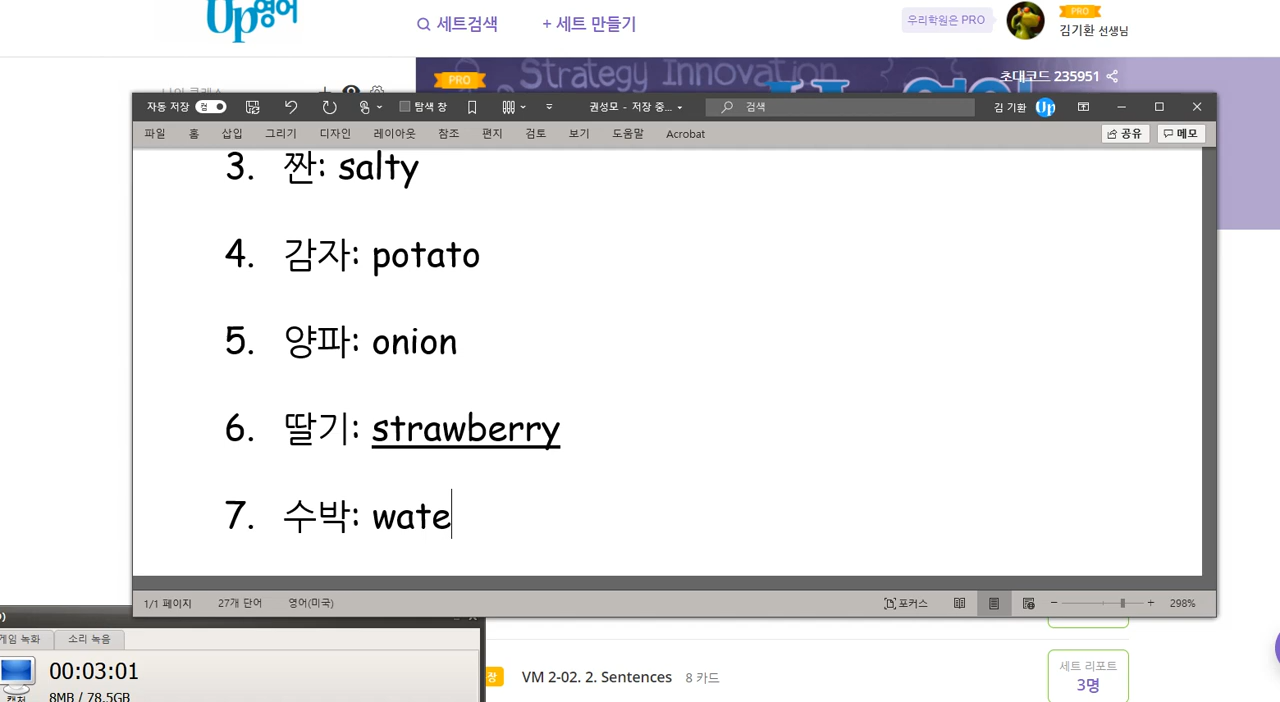 Up영어
세트검색
+ 세트 만들기
우리학원은 PRO
PRO
김기환 선생님
PRO
Strategy Innovation
초대코드 235951
자동 저장 컴
탐색 창
권성모 - 저장 중...
검색
김 기환
Up
파일 홈 삽입 그리기 디자인 레이아웃 참조 편지 검토 보기 도움말 Acrobat
공유
메모
3. 짠: salty
4. 감자: potato
5. 양파: onion
6. 딸기: strawberry
7. 수박: wate
1/1 페이지
27개 단어
영어(미국)
포커스
298%
게임 녹화
소리 녹음
00:03:01
8MB / 78.5GB
장
VM 2-02. 2. Sentences
8 카드
세트 리포트
3명